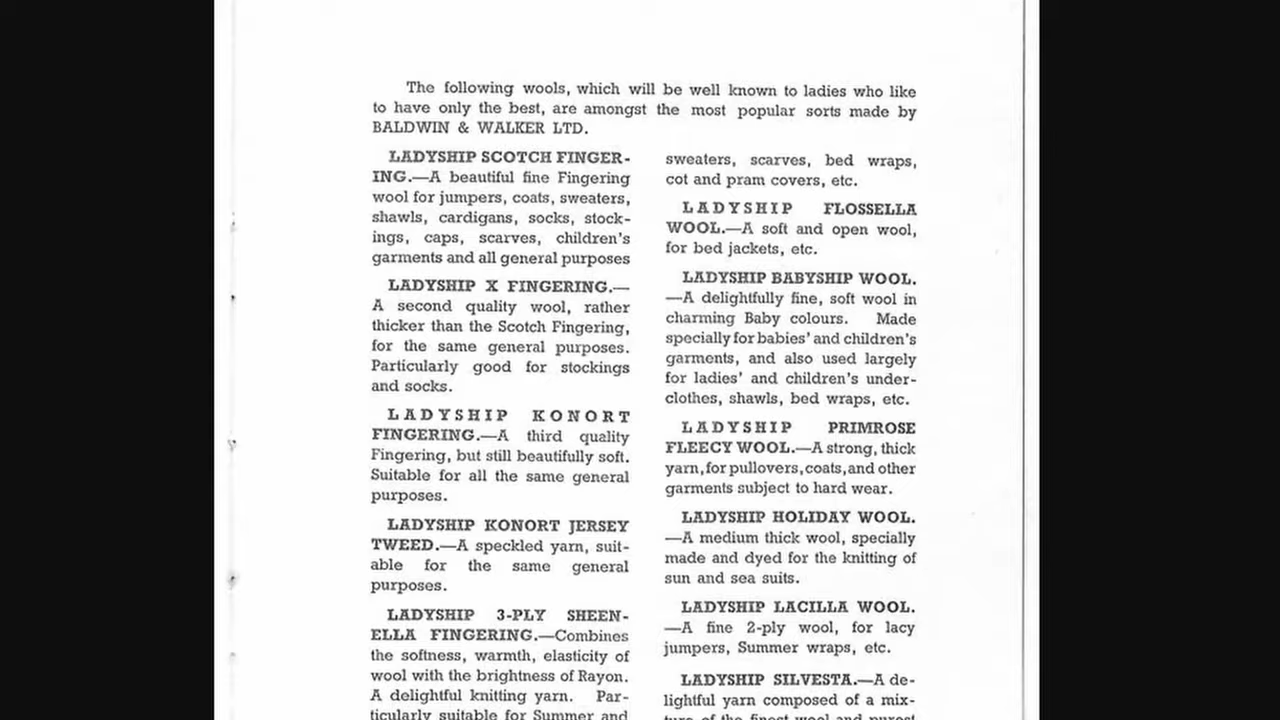 The following wools, which will be well known to ladies who like
to have only the best, are amongst the most popular sorts made by
BALDWIN & WALKER LTD.
LADYSHIP SCOTCH FINGER-
ING.—A beautiful fine Fingering
wool for jumpers, coats, sweaters,
shawls, cardigans, socks, stock-
ings, caps, scarves, children's
garments and all general purposes
LADYSHIP X FINGERING.—
A second quality wool, rather
thicker than the Scotch Fingering,
for the same general purposes.
Particularly good for stockings
and socks.
LADYSHIP KONORT
FINGERING.—A third quality
Fingering, but still beautifully soft.
Suitable for all the same general
purposes.
LADYSHIP KONORT JERSEY
TWEED.—A speckled yarn, suit-
able for the same general
purposes.
LADYSHIP 3-PLY SHEEN-
ELLA FINGERING.—Combines
the softness, warmth, elasticity of
wool with the brightness of Rayon.
A delightful knitting yarn. Par-
ticularly suitable for Summer and
sweaters, scarves, bed wraps,
cot and pram covers, etc.
LADYSHIP FLOSSELLA
WOOL.—A soft and open wool,
for bed jackets, etc.
LADYSHIP BABYSHIP WOOL.
—A delightfully fine, soft wool in
charming Baby colours. Made
specially for babies' and children's
garments, and also used largely
for ladies' and children's under-
clothes, shawls, bed wraps, etc.
LADYSHIP PRIMROSE
FLEECY WOOL.—A strong, thick
yarn, for pullovers, coats, and other
garments subject to hard wear.
LADYSHIP HOLIDAY WOOL.
—A medium thick wool, specially
made and dyed for the knitting of
sun and sea suits.
LADYSHIP LACILLA WOOL.
—A fine 2-ply wool, for lacy
jumpers, Summer wraps, etc.
LADYSHIP SILVESTA.—A de-
lightful yarn composed of a mix-
ture of the finest wool and purest